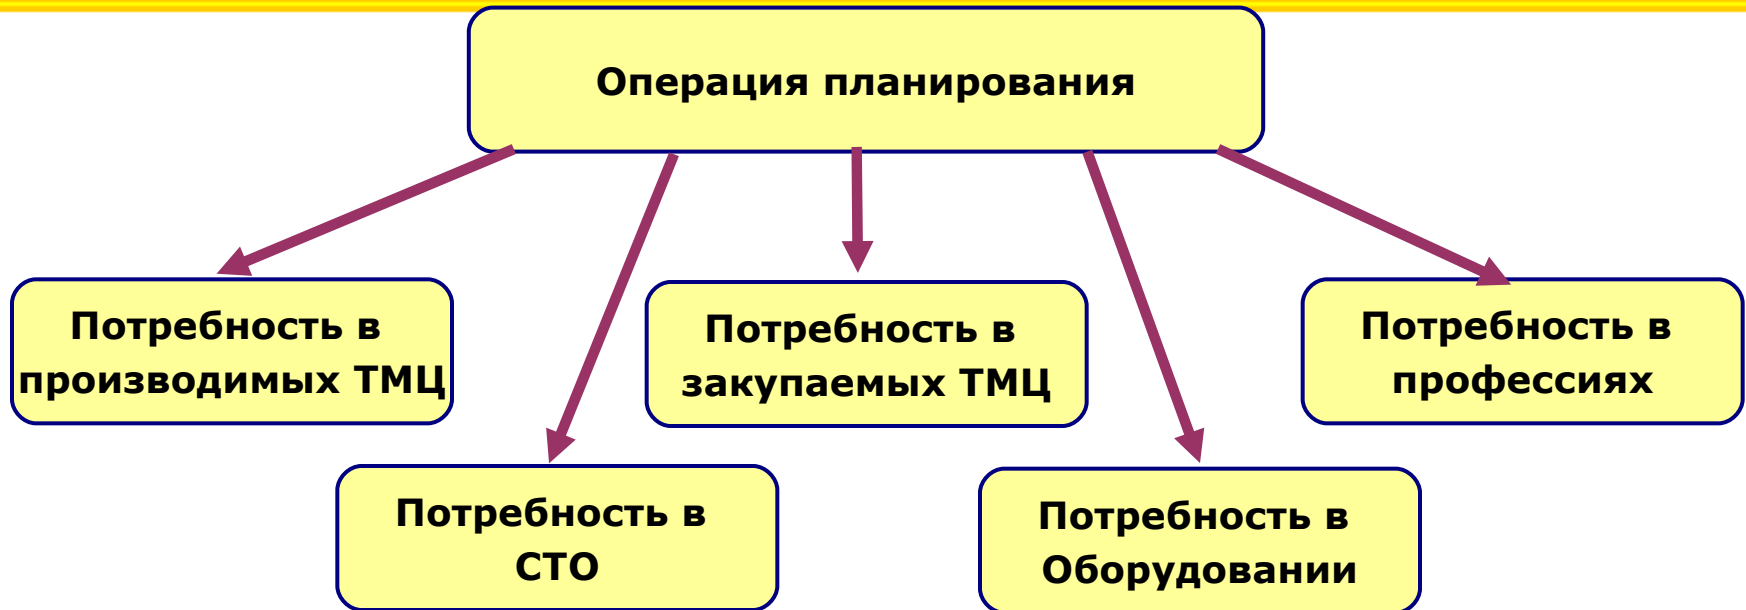 Операция планирования
Потребность в
производимых ТМЦ
Потребность в
закупаемых ТМЦ
Потребность в
профессиях
Потребность в
СТО
Потребность в
Оборудовании